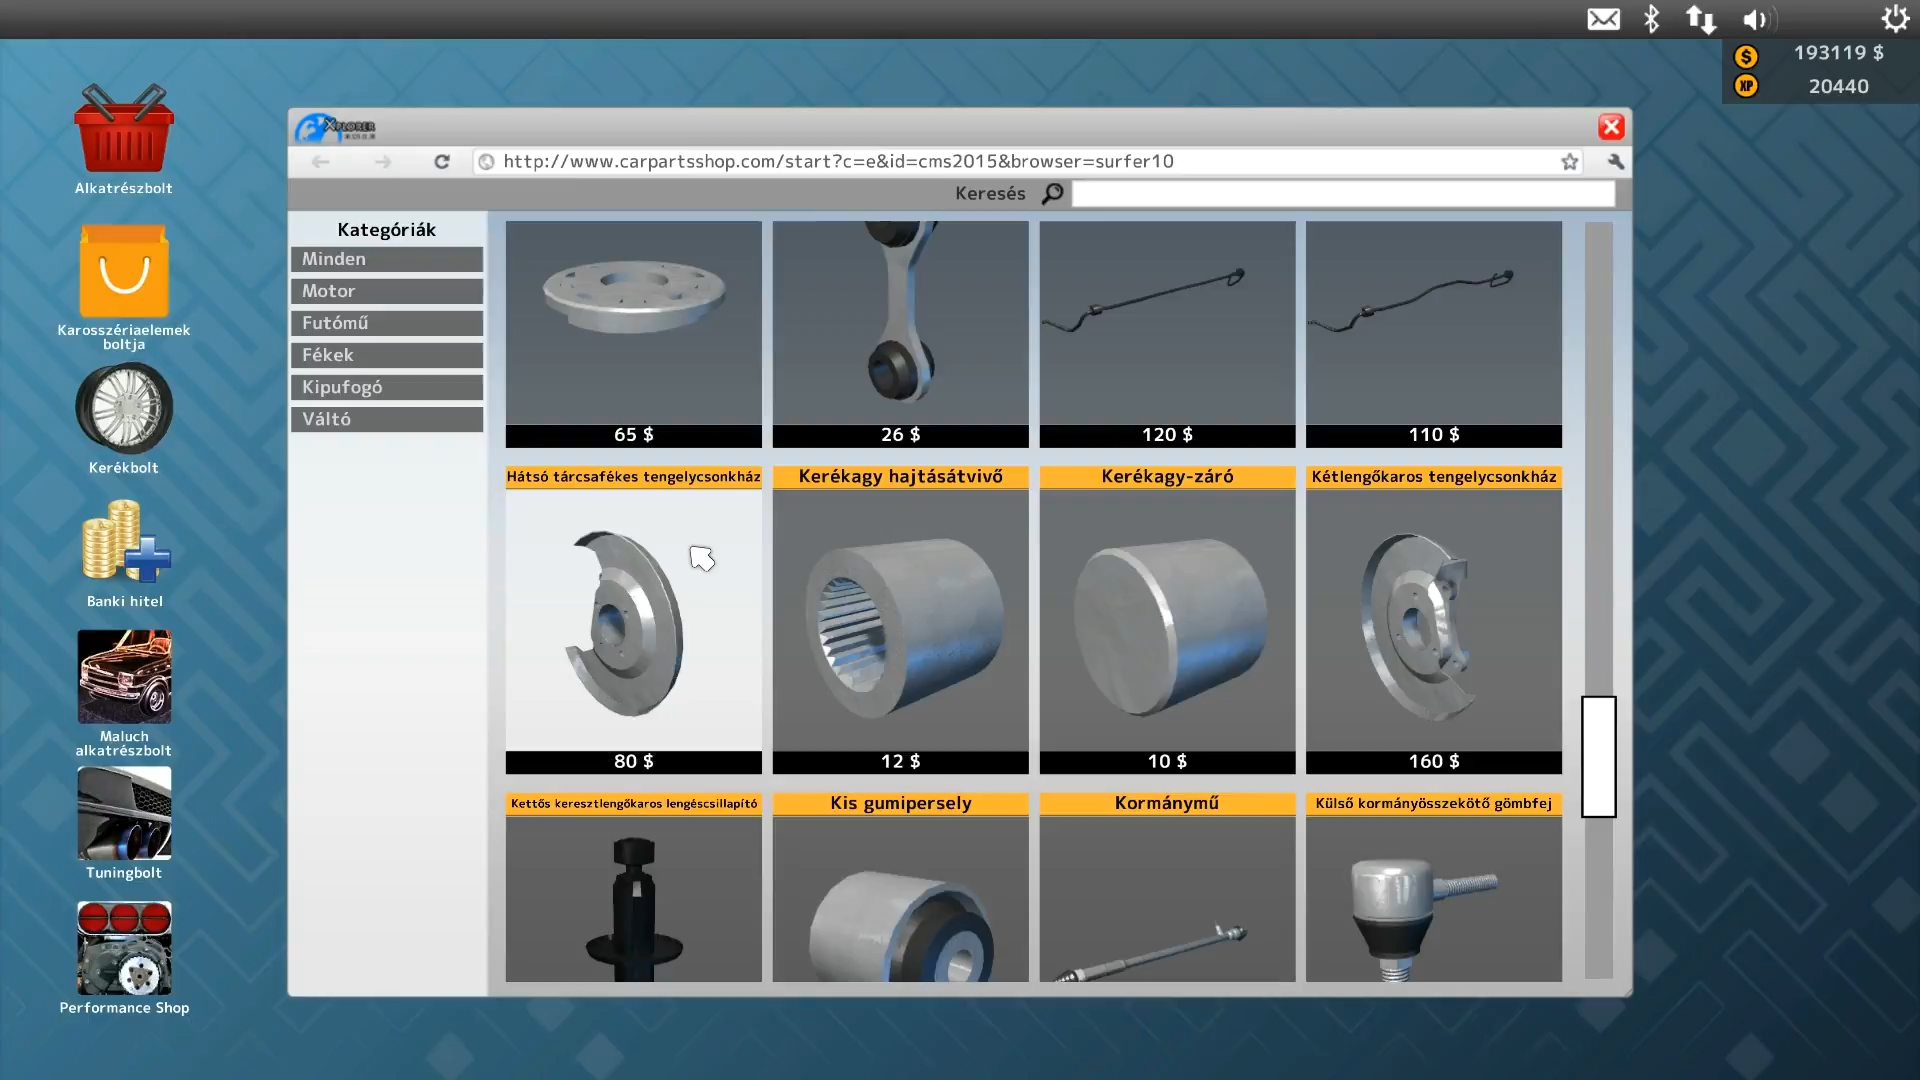 193119 $
20440
Alkatrészbolt
Karosszériaelemek
boltja
Kerékbolt
Banki hitel
Maluch
alkatrészbolt
Tuningbolt
Performance Shop
XPLORER
http://www.carpartsshop.com/start?c=e&id=cms2015&browser=surfer10
Keresés
Kategóriák
Minden
Motor
Futómű
Fékek
Kipufogó
Váltó
65 $
26 $
120 $
110 $
Hátsó tárcsafékes tengelycsonkház
Kerékagy hajtásátvivő
Kerékagy-záró
Kétlengőkaros tengelycsonkház
80 $
12 $
10 $
160 $
Kettős keresztlengőkaros lengéscsillapító
Kis gumipersely
Kormánymű
Külső kormányösszekötő gömbfej